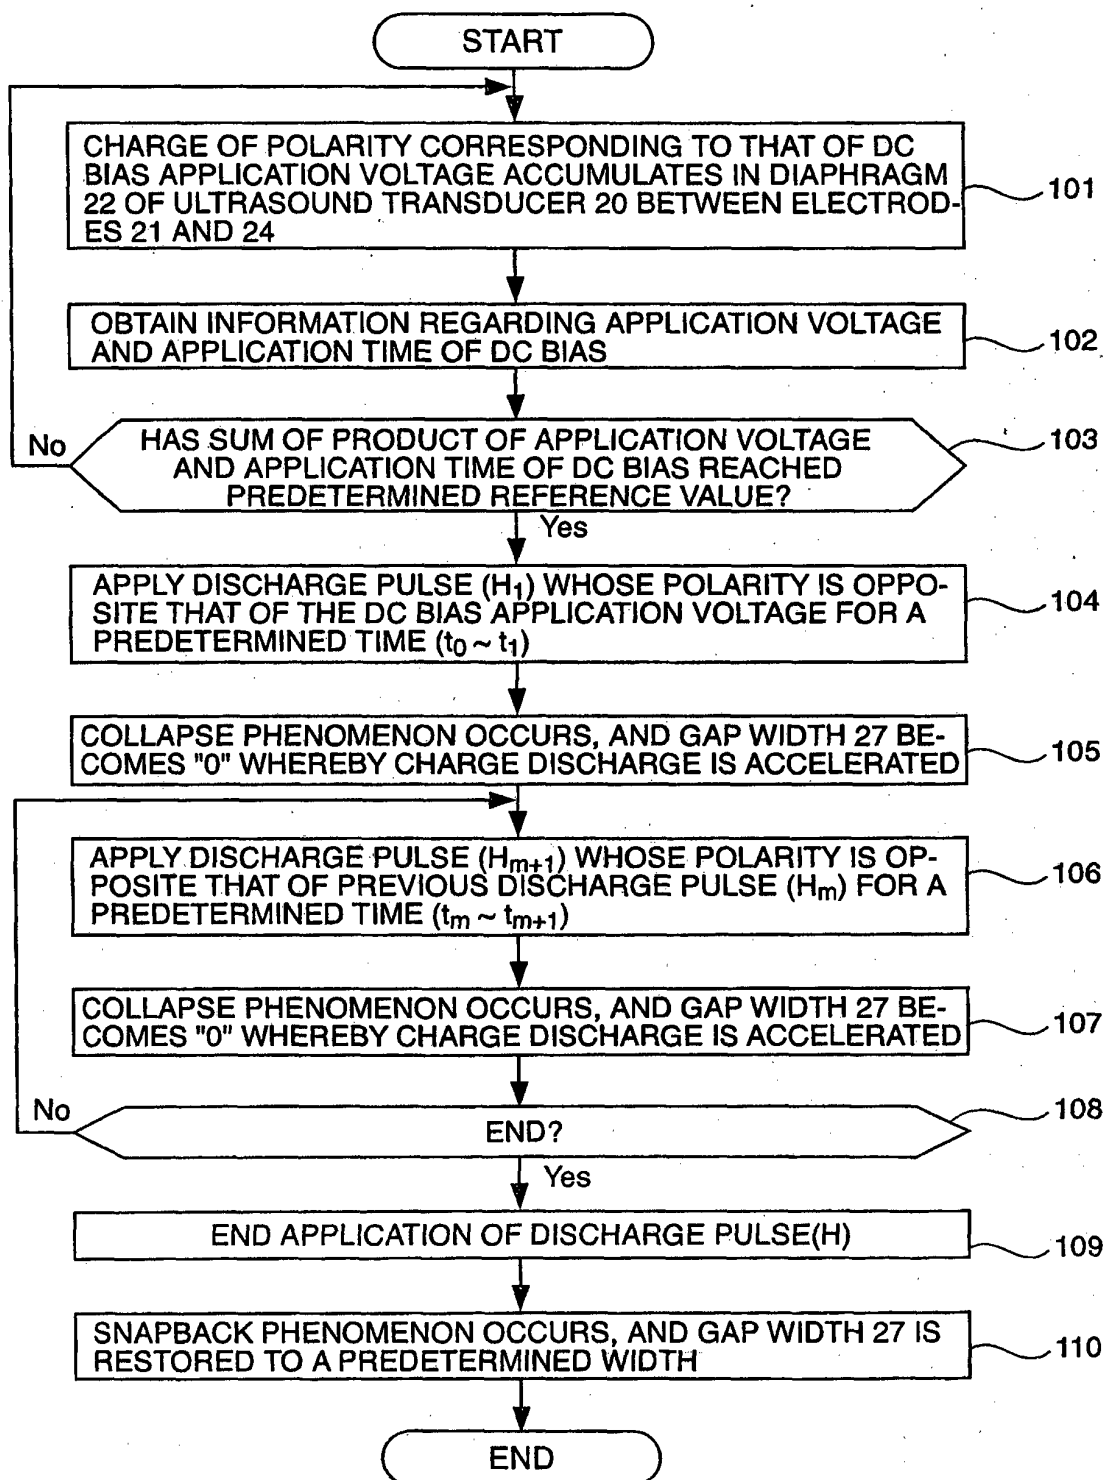 START
CHARGE OF POLARITY CORRESPONDING TO THAT OF DC
BIAS APPLICATION VOLTAGE ACCUMULATES IN DIAPHRAGM
22 OF ULTRASOUND TRANSDUCER 20 BETWEEN ELECTROD-
ES 21 AND 24
101
OBTAIN INFORMATION REGARDING APPLICATION VOLTAGE
AND APPLICATION TIME OF DC BIAS
102
No
HAS SUM OF PRODUCT OF APPLICATION VOLTAGE
AND APPLICATION TIME OF DC BIAS REACHED
PREDETERMINED REFERENCE VALUE?
103
Yes
APPLY DISCHARGE PULSE (H1) WHOSE POLARITY IS OPPO-
SITE THAT OF THE DC BIAS APPLICATION VOLTAGE FOR A
PREDETERMINED TIME (t0 ~ t1)
104
COLLAPSE PHENOMENON OCCURS, AND GAP WIDTH 27 BE-
COMES "0" WHEREBY CHARGE DISCHARGE IS ACCELERATED
105
APPLY DISCHARGE PULSE (Hm+1) WHOSE POLARITY IS OP-
POSITE THAT OF PREVIOUS DISCHARGE PULSE (Hm) FOR A
PREDETERMINED TIME (tm ~ tm+1)
106
COLLAPSE PHENOMENON OCCURS, AND GAP WIDTH 27 BE-
COMES "0" WHEREBY CHARGE DISCHARGE IS ACCELERATED
107
No
END?
108
Yes
END APPLICATION OF DISCHARGE PULSE(H)
109
SNAPBACK PHENOMENON OCCURS, AND GAP WIDTH 27 IS
RESTORED TO A PREDETERMINED WIDTH
110
END